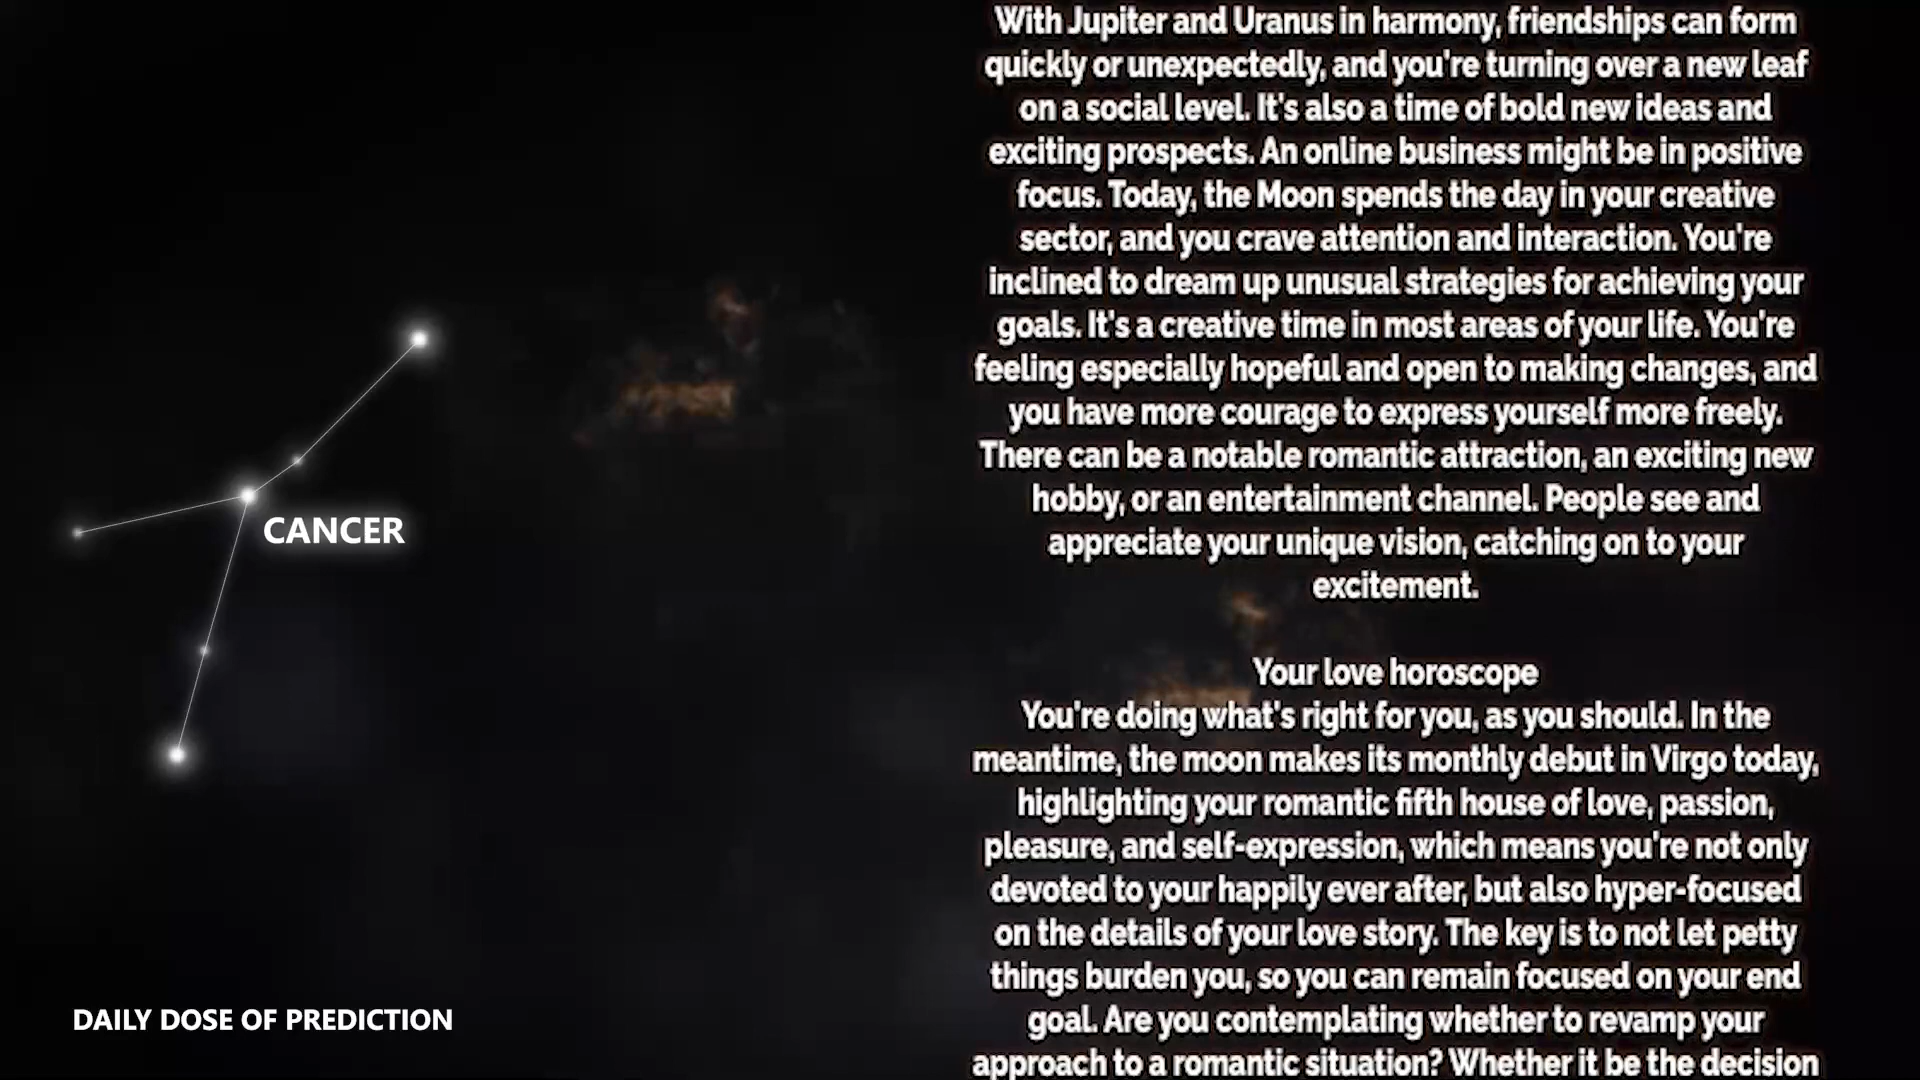 With Jupiter and Uranus in harmony, friendships can form
quickly or unexpectedly, and you're turning over a new leaf
on a social level. It's also a time of bold new ideas and
exciting prospects. An online business might be in positive
focus. Today, the Moon spends the day in your creative
sector, and you crave attention and interaction. You're
inclined to dream up unusual strategies for achieving your
goals. It's a creative time in most areas of your life. You're
feeling especially hopeful and open to making changes, and
you have more courage to express yourself more freely.
There can be a notable romantic attraction, an exciting new
hobby, or an entertainment channel. People see and
appreciate your unique vision, catching on to your
excitement.
Your love horoscope
You're doing what's right for you, as you should. In the
meantime, the moon makes its monthly debut in Virgo today,
highlighting your romantic fifth house of love, passion,
pleasure, and self-expression, which means you're not only
devoted to your happily ever after, but also hyper-focused
on the details of your love story. The key is to not let petty
things burden you, so you can remain focused on your end
goal. Are you contemplating whether to revamp your
approach to a romantic situation? Whether it be the decision
CANCER
DAILY DOSE OF PREDICTION